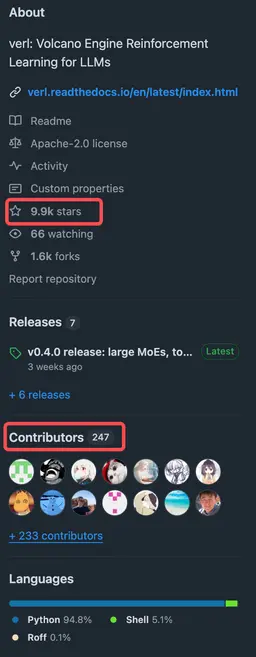 About
verl: Volcano Engine Reinforcement
Learning for LLMs
verl.readthedocs.io/en/latest/index.html
Readme
Apache-2.0 license
Activity
Custom properties
9.9k stars
66 watching
1.6k forks
Report repository
Releases 7
v0.4.0 release: large MoEs, to... Latest
3 weeks ago
+ 6 releases
Contributors 247
+ 233 contributors
Languages
Python 94.8% Shell 5.1%
Roff 0.1%